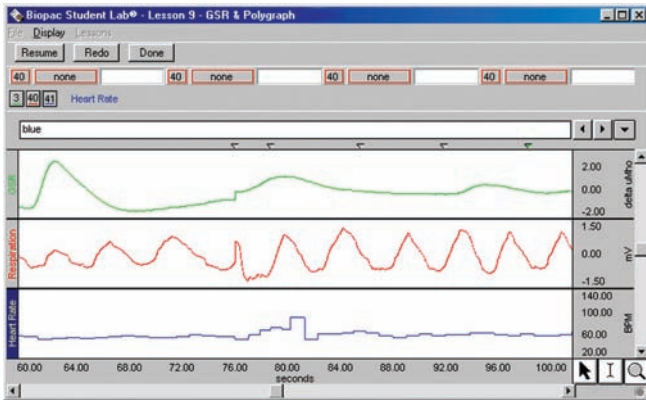 Biopac Student Lab® - Lesson 9 - GSR & Polygraph
File Display Lessons
Resume Redo Done
40 none 40 none 40 none 40 none
3 40 41 Heart Rate
blue
GSR
2.00
0.00
-2.00
delta uMho
Respiration
1.50
0.00
-1.50
mV
Heart Rate
140.00
100.00
60.00
20.00
BPM
60.00 64.00 68.00 72.00 76.00 80.00 84.00 88.00 92.00 96.00 100.00
seconds